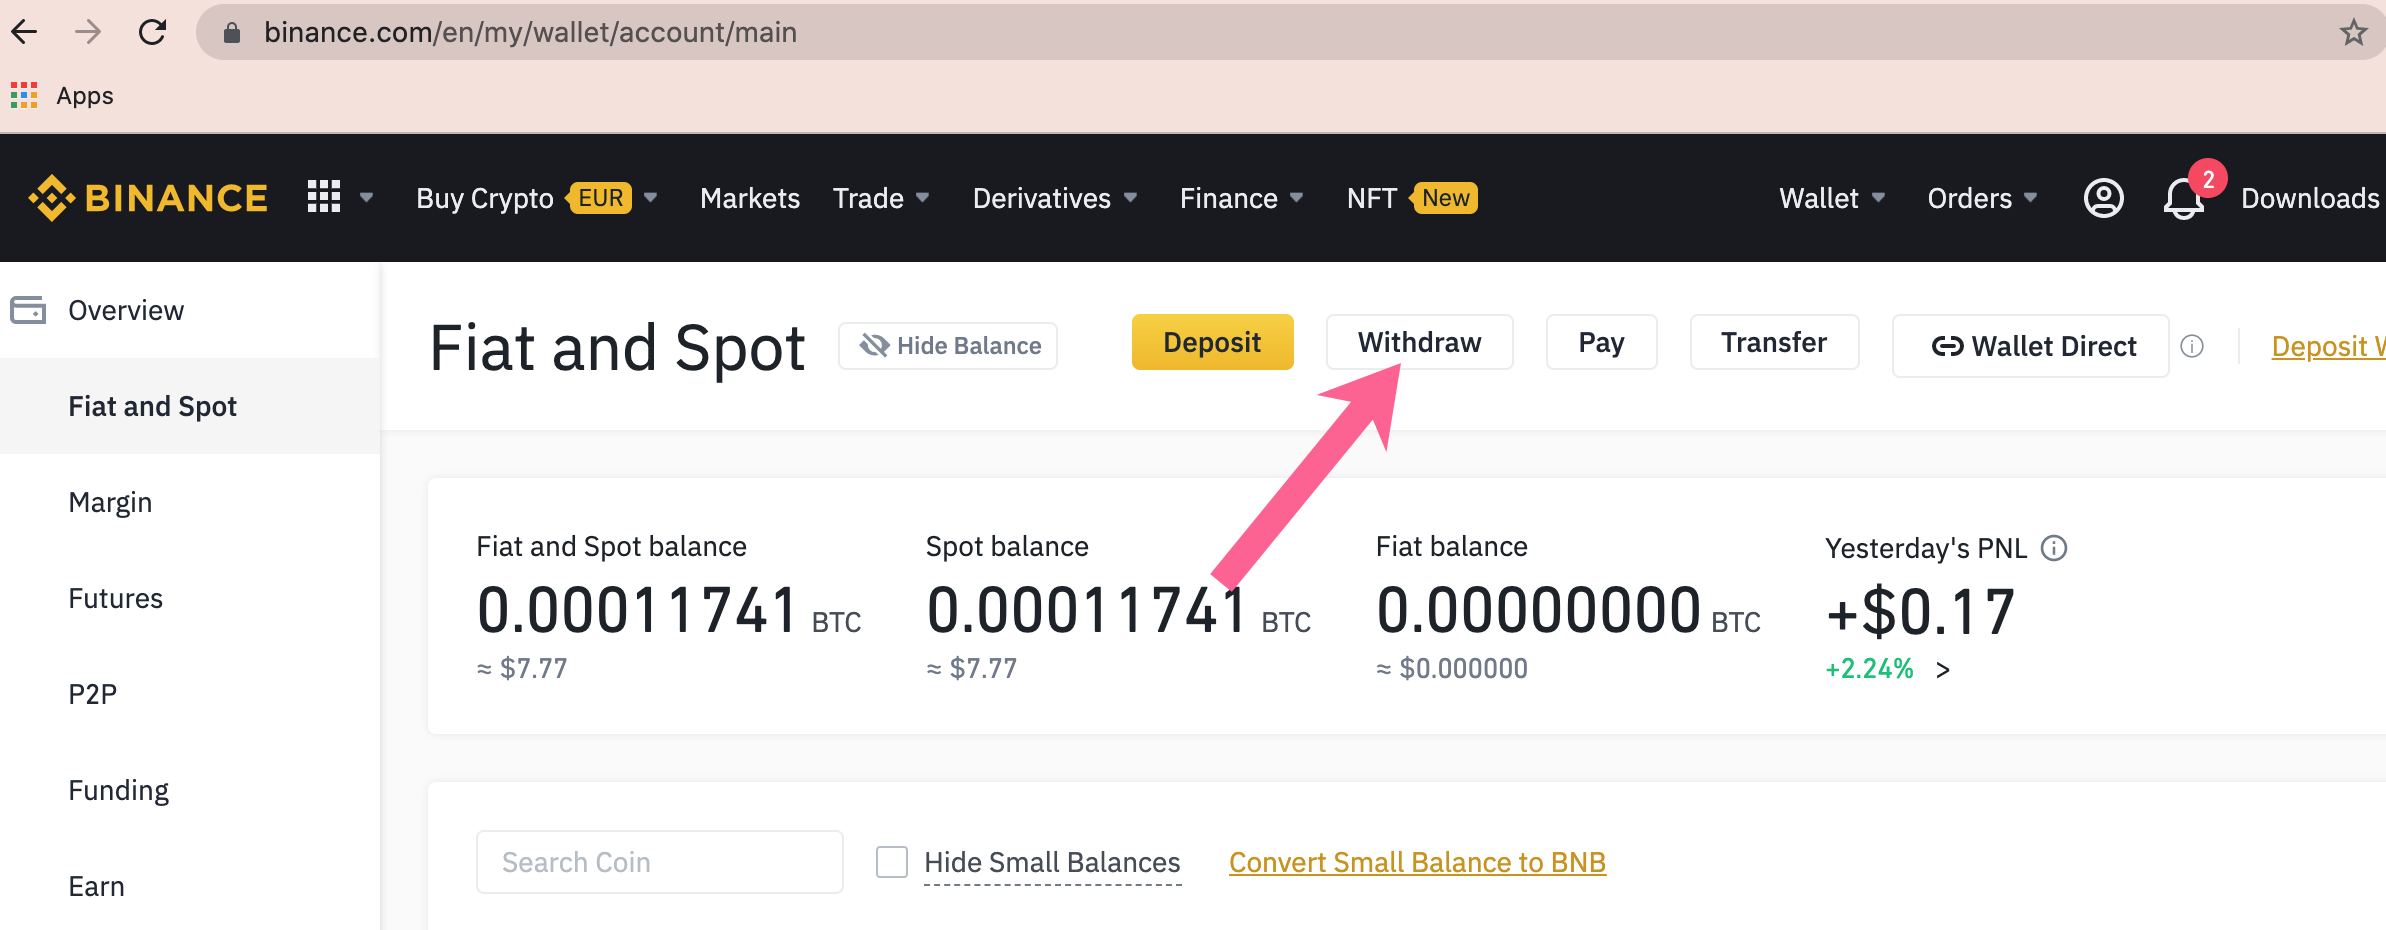 binance.com/en/my/wallet/account/main
Apps
BINANCE Buy Crypto EUR Markets Trade Derivatives Finance NFT New Wallet Orders 2 Downloads
Overview
Fiat and Spot
Margin
Futures
P2P
Funding
Earn
Fiat and Spot Hide Balance Deposit Withdraw Pay Transfer Wallet Direct Deposit
Fiat and Spot balance
0.00011741 BTC
≈ $7.77
Spot balance
0.00011741 BTC
≈ $7.77
Fiat balance
0.00000000 BTC
≈ $0.000000
Yesterday's PNL
+$0.17
+2.24% >
Search Coin Hide Small Balances Convert Small Balance to BNB